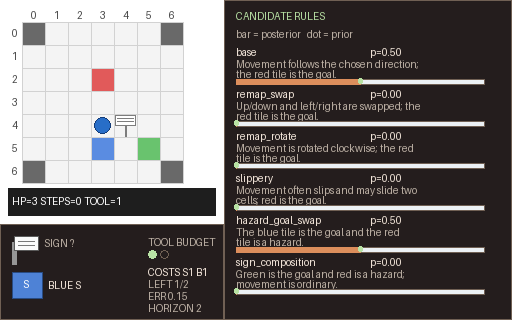 0 1 2 3 4 5 6
0
1
2
3
4
5
6
HP=3 STEPS=0 TOOL=1
SIGN ?
S BLUE S
TOOL BUDGET
COSTS S1 B1
LEFT 1/2
ERR0.15
HORIZON 2
CANDIDATE RULES
bar = posterior dot = prior
base p=0.50
Movement follows the chosen direction;
the red tile is the goal.
remap_swap p=0.00
Up/down and left/right are swapped; the
red tile is the goal.
remap_rotate p=0.00
Movement is rotated clockwise; the red
tile is the goal.
slippery p=0.00
Movement often slips and may slide two
cells; red is the goal.
hazard_goal_swap p=0.50
The blue tile is the goal and the red
tile is a hazard.
sign_composition p=0.00
Green is the goal and red is a hazard;
movement is ordinary.